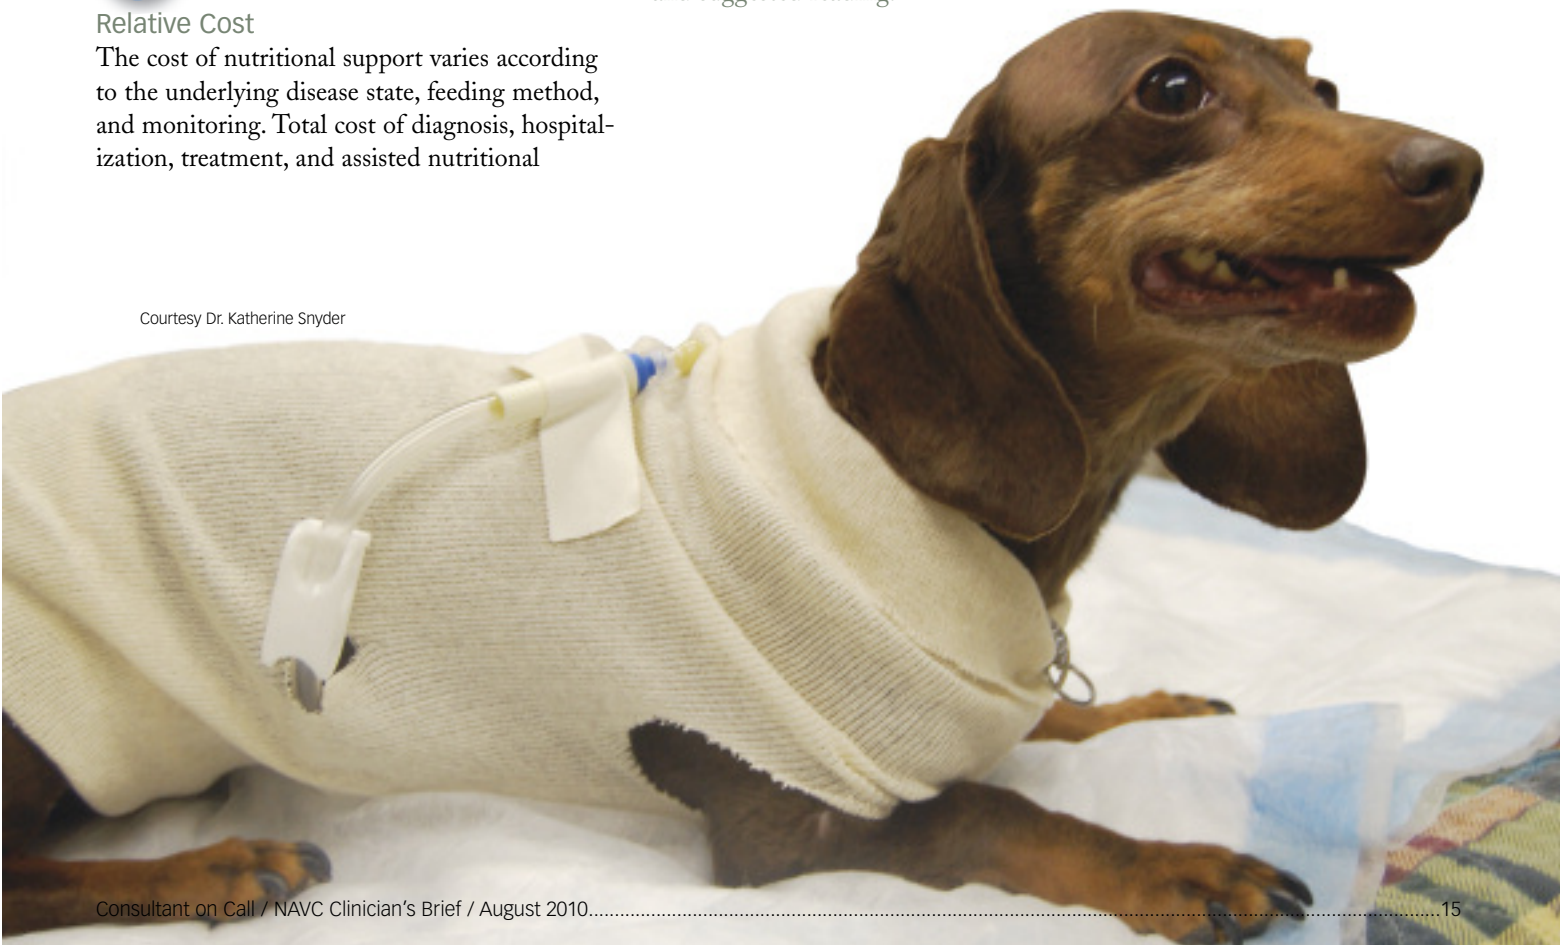 Relative Cost
The cost of nutritional support varies according
to the underlying disease state, feeding method,
and monitoring. Total cost of diagnosis, hospital-
ization, treatment, and assisted nutritional
Courtesy Dr. Katherine Snyder
Consultant on Call / NAVC Clinician's Brief / August 2010...............................................................................................................................................................15